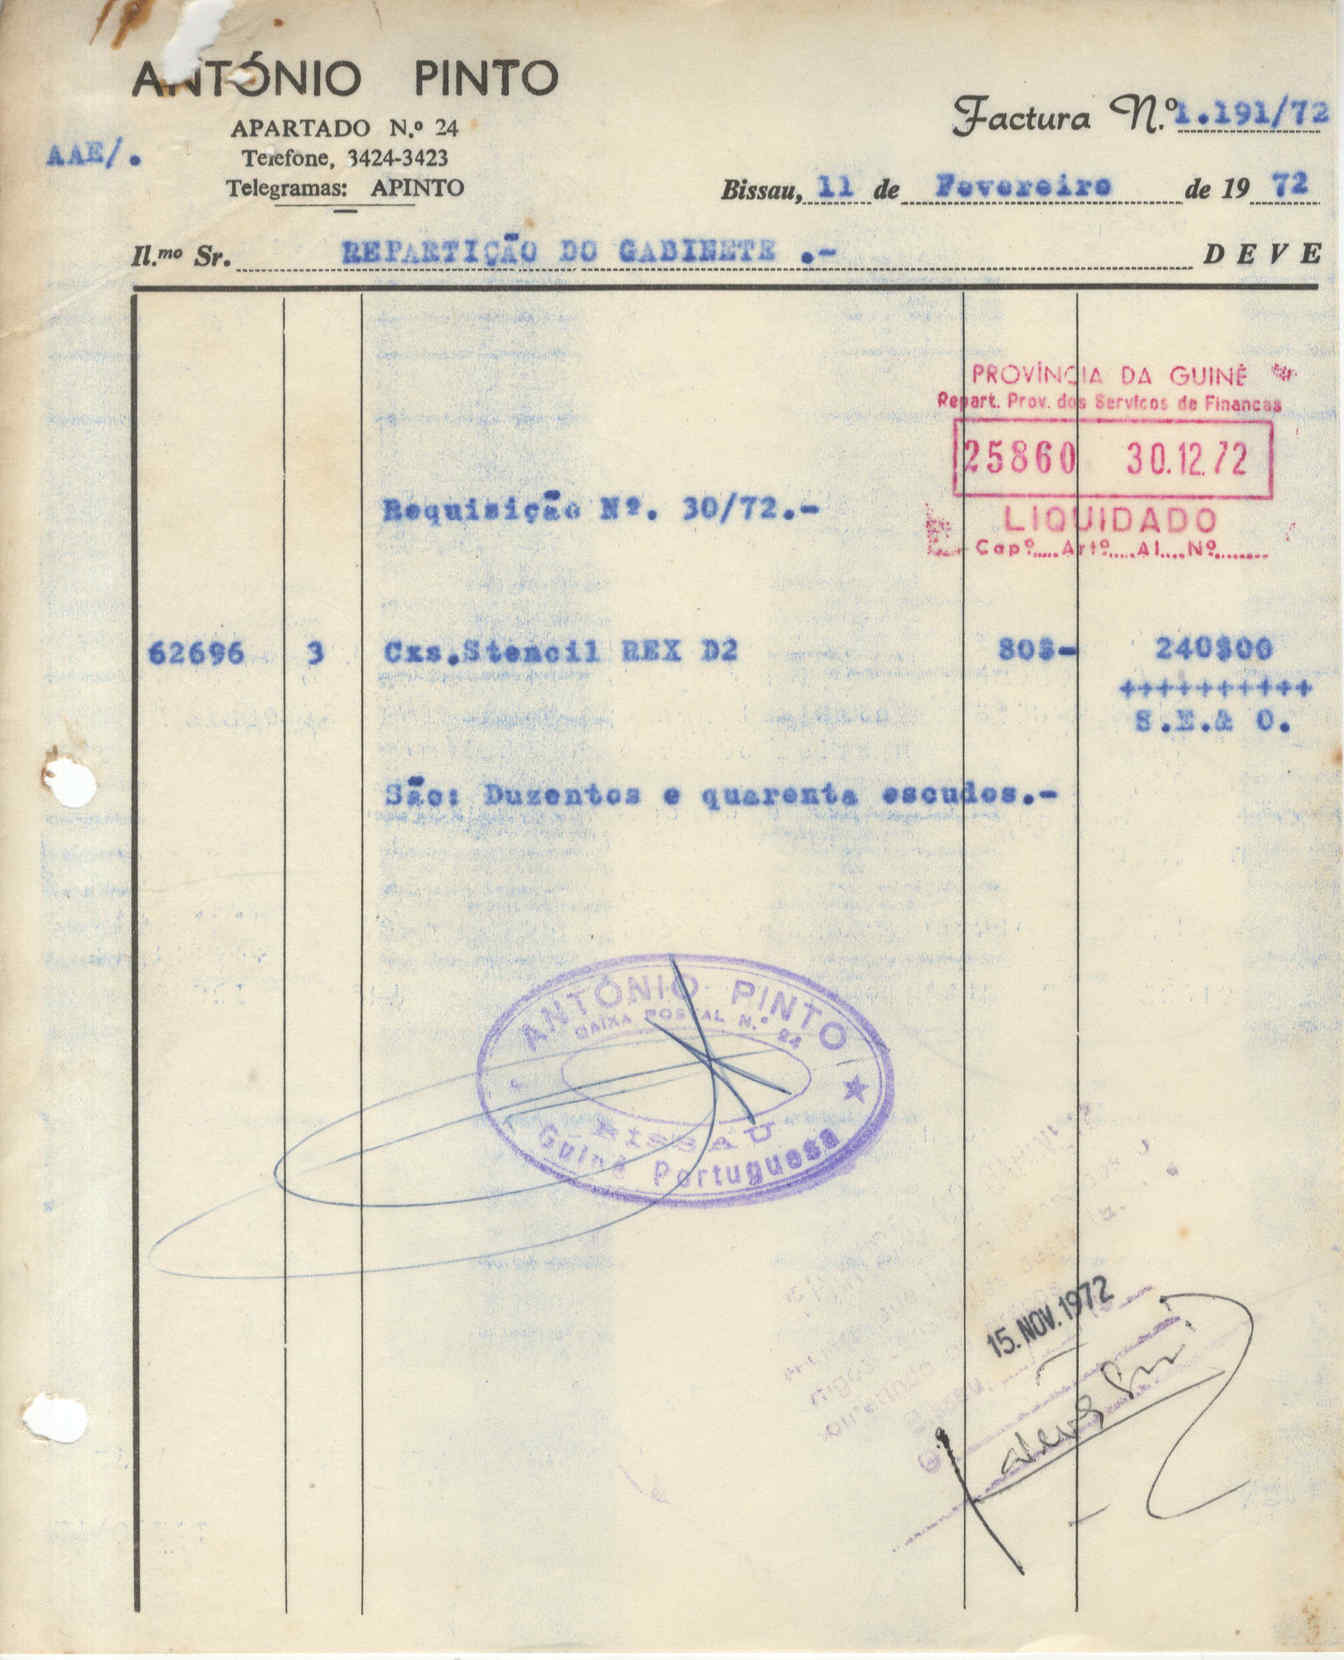 ANTÓNIO PINTO
APARTADO N.º 24
Telefone, 3424-3423
Telegramas: APINTO
AAE/.
Factura N.º 1.191/72
Bissau, 11 de Fevereiro de 19 72
Il.mo Sr. REPARTIÇÃO DO GABINETE .- DEVE
PROVÍNCIA DA GUINÉ
Repart. Prov. dos Servicos de Financas
25860 30.12.72
LIQUIDADO
Capº.... Artº.... Al.... Nº.......
Requisição Nº. 30/72.-
62696 3 Cxs.Stencil REX D2 80$- 240$00
++++++++++
S.E.& O.
São: Duzentos e quarenta escudos.-
ANTÓNIO PINTO
CAIXA POSTAL N.º 24
BISSAU
Guiné Portuguesa
15. NOV. 1972